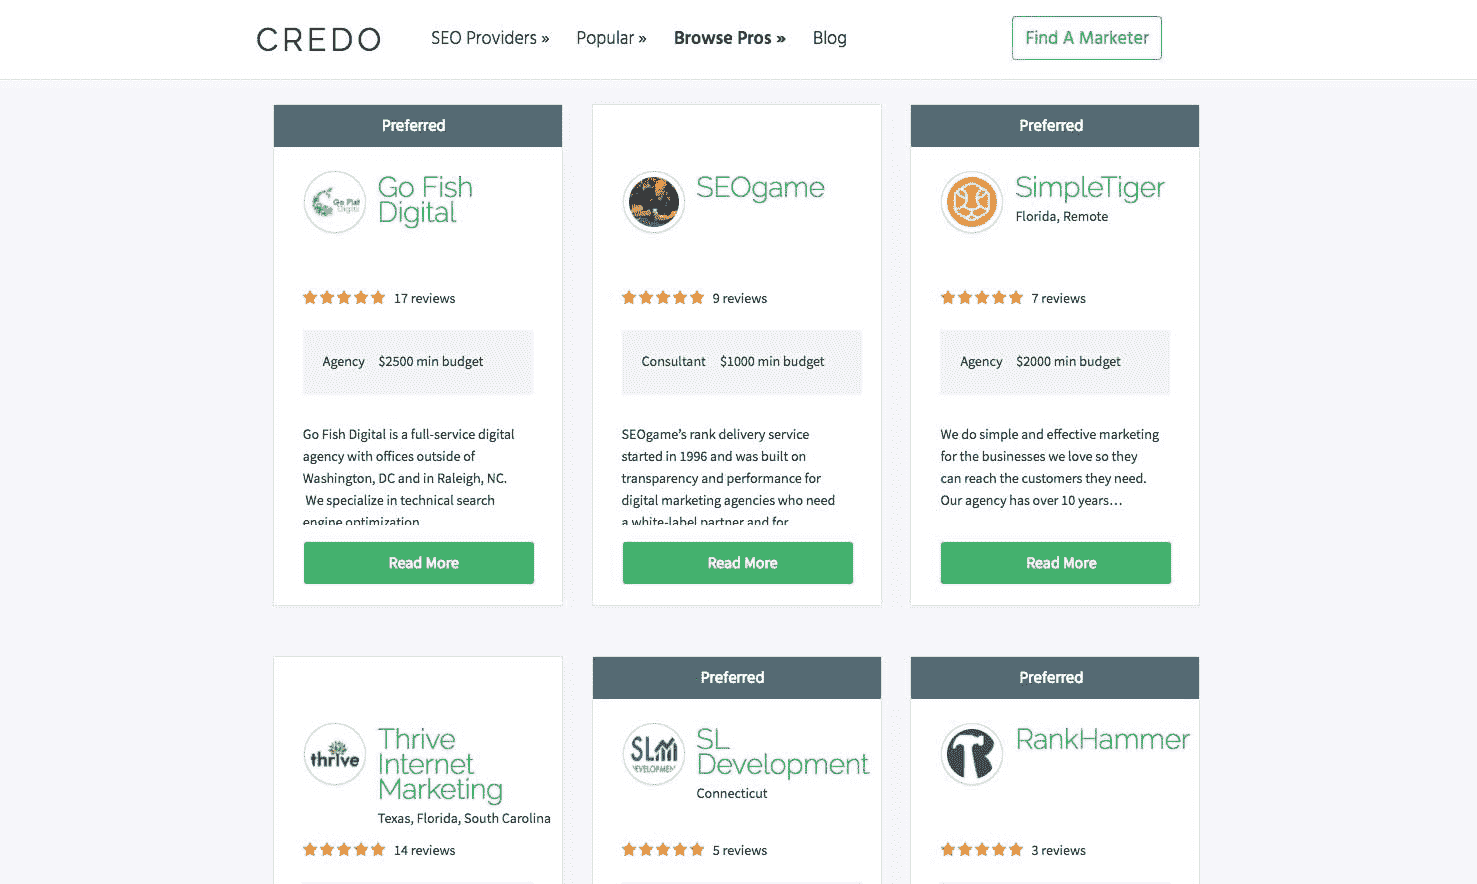 CREDO
SEO Providers »
Popular »
Browse Pros »
Blog
Find A Marketer
Preferred
Go Fish Digital
Go Fish
Digital
17 reviews
Agency $2500 min budget
Go Fish Digital is a full-service digital
agency with offices outside of
Washington, DC and in Raleigh, NC.
We specialize in technical search
engine optimization
Read More
SEOgame
9 reviews
Consultant $1000 min budget
SEOgame’s rank delivery service
started in 1996 and was built on
transparency and performance for
digital marketing agencies who need
a white-label partner and for
Read More
Preferred
SimpleTiger
Florida, Remote
7 reviews
Agency $2000 min budget
We do simple and effective marketing
for the businesses we love so they
can reach the customers they need.
Our agency has over 10 years…
Read More
thrive
Thrive
Internet
Marketing
Texas, Florida, South Carolina
14 reviews
Preferred
SLM
DEVELOPMENT
SL
Development
Connecticut
5 reviews
Preferred
RankHammer
3 reviews